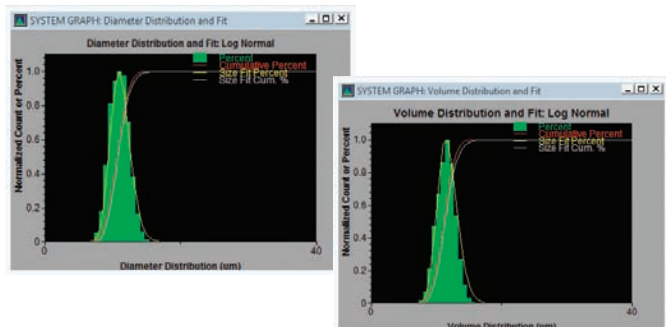 SYSTEM GRAPH: Diameter Distribution and Fit
Diameter Distribution and Fit: Log Normal
Percent
Cumulative Percent
Size Fit Percent
Size Fit Cum. %
Normalized Count or Percent
1.0
0.8
0.6
0.4
0.2
0
0
40
Diameter Distribution (um)
SYSTEM GRAPH: Volume Distribution and Fit
Volume Distribution and Fit: Log Normal
Percent
Cumulative Percent
Size Fit Percent
Size Fit Cum. %
Normalized Count or Percent
1.0
0.8
0.6
0.4
0.2
0
0
40
Volume Distribution (um)